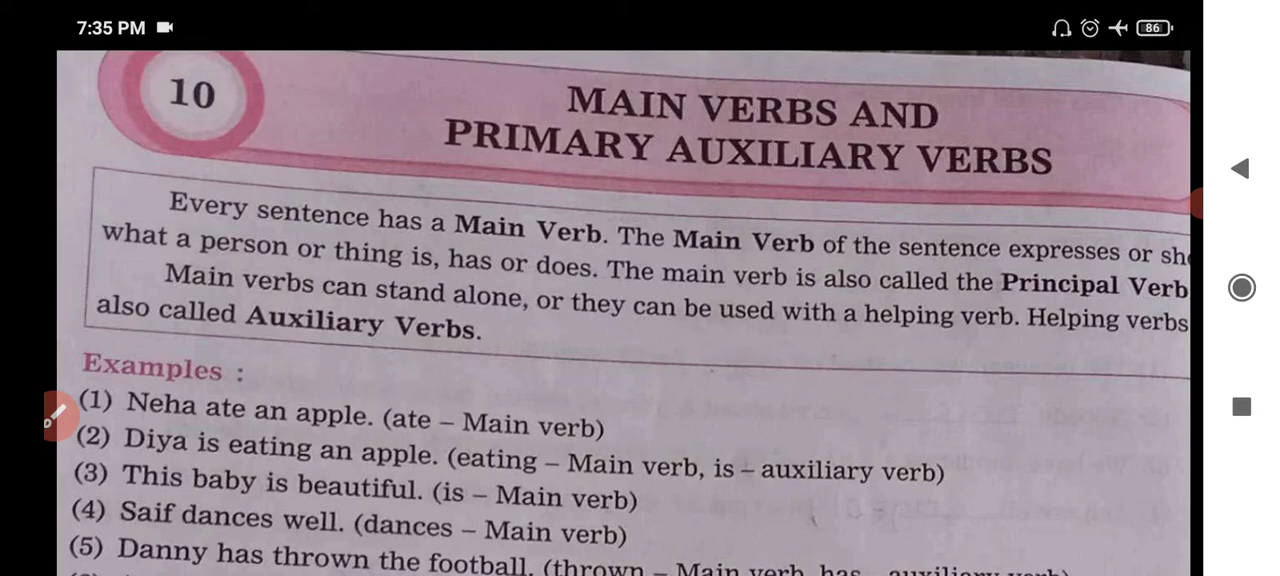 7:35 PM
86
10
MAIN VERBS AND
PRIMARY AUXILIARY VERBS
Every sentence has a Main Verb. The Main Verb of the sentence expresses or
what a person or thing is, has or does. The main verb is also called the Principal Verb
Main verbs can stand alone, or they can be used with a helping verb. Helping verbs
also called Auxiliary Verbs.
Examples :
(1) Neha ate an apple. (ate – Main verb)
(2) Diya is eating an apple. (eating – Main verb, is – auxiliary verb)
(3) This baby is beautiful. (is – Main verb)
(4) Saif dances well. (dances – Main verb)
(5) Danny has thrown the football. (thrown – Main verb, has – auxiliary verb)